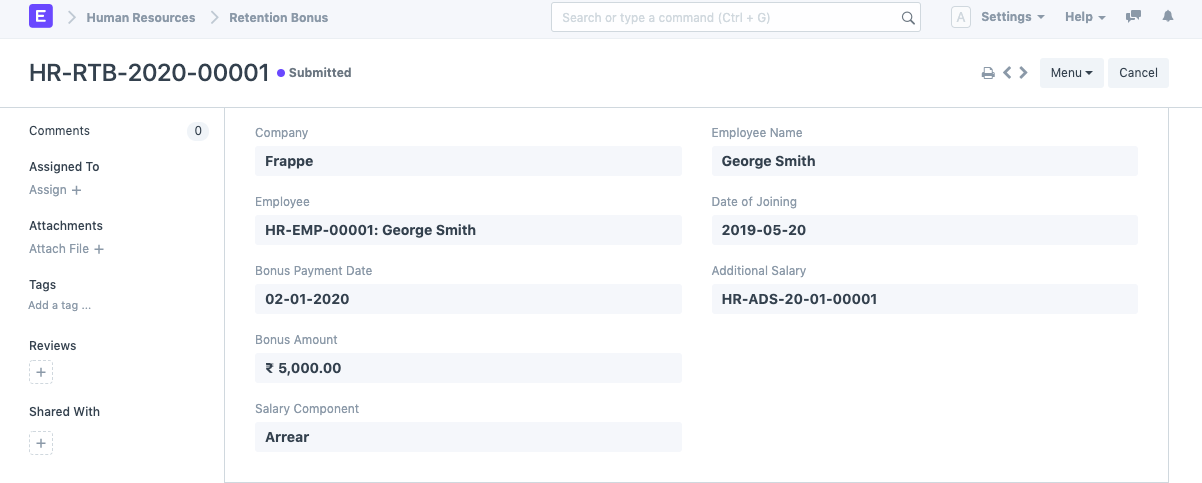 E Human Resources Retention Bonus Search or type a command (Ctrl + G) A Settings Help
HR-RTB-2020-00001 Submitted Menu Cancel
Comments 0
Assigned To
Assign +
Attachments
Attach File +
Tags
Add a tag ...
Reviews
+
Shared With
+
Company
Frappe
Employee
HR-EMP-00001: George Smith
Bonus Payment Date
02-01-2020
Bonus Amount
₹ 5,000.00
Salary Component
Arrear
Employee Name
George Smith
Date of Joining
2019-05-20
Additional Salary
HR-ADS-20-01-00001